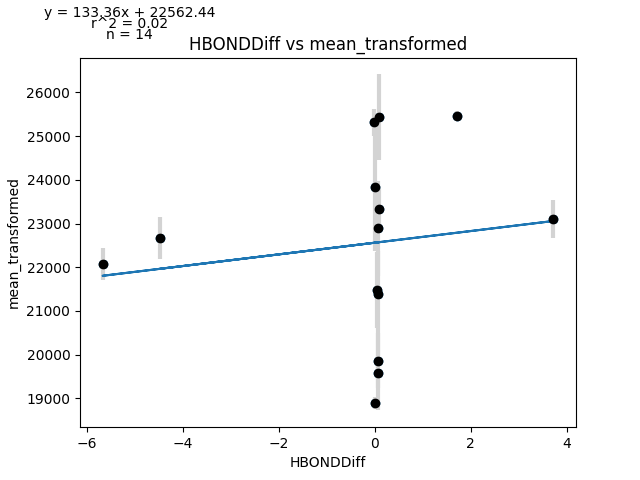 y = 133.36x + 22562.44
r^2 = 0.02
n = 14
HBONDDiff vs mean_transformed
26000
25000
24000
23000
22000
21000
20000
19000
mean_transformed
−6
−4
−2
0
2
4
HBONDDiff